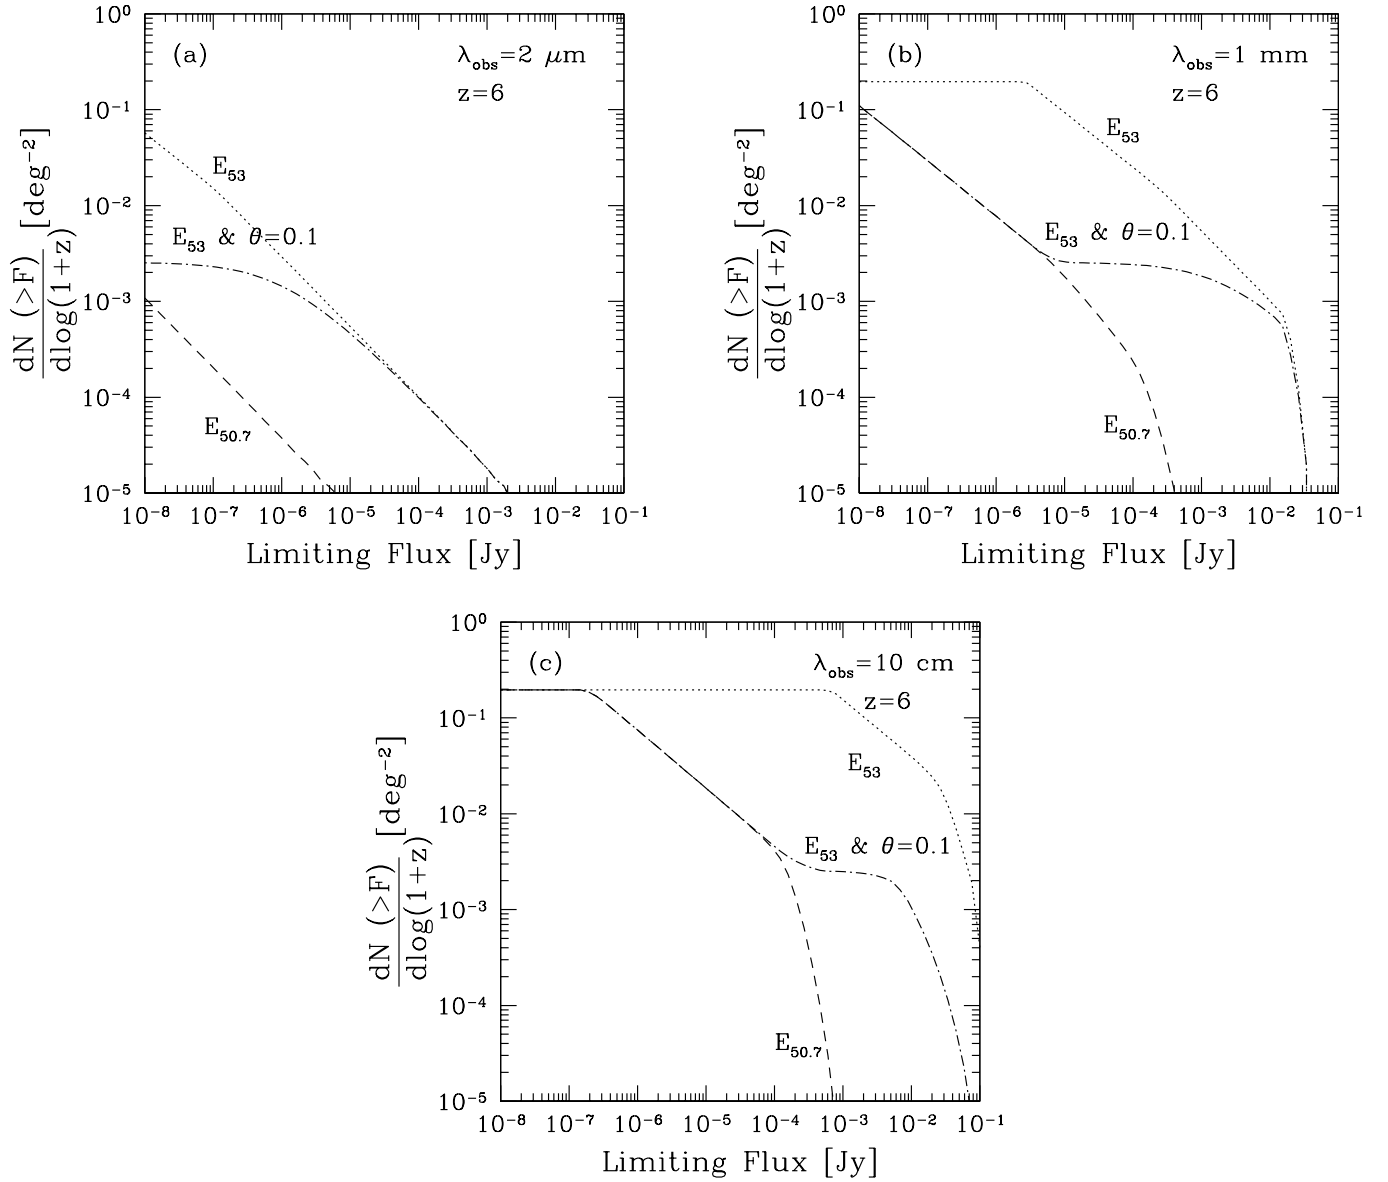 10⁰
(a)
λobs=2 μm
z=6
10⁻¹
E53
10⁻²
E53 & θ=0.1
10⁻³
10⁻⁴
E50.7
10⁻⁵
dN (>F)
dlog(1+z)
[deg⁻²]
10⁻⁸ 10⁻⁷ 10⁻⁶ 10⁻⁵ 10⁻⁴ 10⁻³ 10⁻² 10⁻¹
Limiting Flux [Jy]
10⁰
(b)
λobs=1 mm
z=6
10⁻¹
E53
10⁻²
E53 & θ=0.1
10⁻³
10⁻⁴
E50.7
10⁻⁵
dN (>F)
dlog(1+z)
[deg⁻²]
10⁻⁸ 10⁻⁷ 10⁻⁶ 10⁻⁵ 10⁻⁴ 10⁻³ 10⁻² 10⁻¹
Limiting Flux [Jy]
10⁰
(c)
λobs=10 cm
z=6
10⁻¹
E53
10⁻²
E53 & θ=0.1
10⁻³
10⁻⁴
E50.7
10⁻⁵
dN (>F)
dlog(1+z)
[deg⁻²]
10⁻⁸ 10⁻⁷ 10⁻⁶ 10⁻⁵ 10⁻⁴ 10⁻³ 10⁻² 10⁻¹
Limiting Flux [Jy]